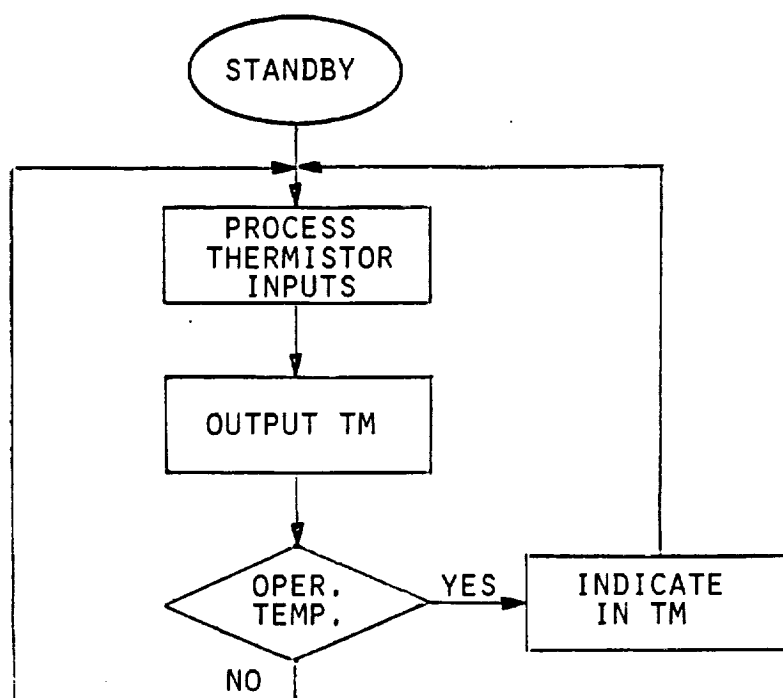 STANDBY
PROCESS
THERMISTOR
INPUTS
OUTPUT TM
OPER.
TEMP.
YES
INDICATE
IN TM
NO